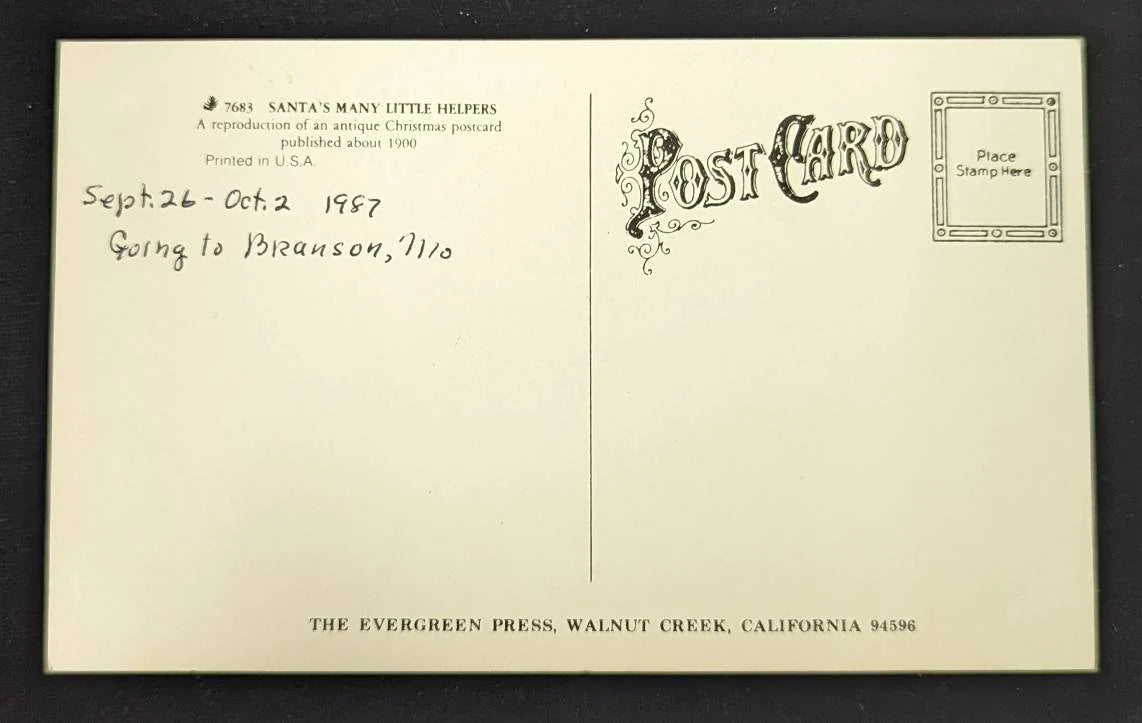 7683 SANTA'S MANY LITTLE HELPERS
A reproduction of an antique Christmas postcard
published about 1900
Printed in U.S.A.
Sept. 26 - Oct. 2 1987
Going to Branson, Mo
POST CARD
Place
Stamp Here
THE EVERGREEN PRESS, WALNUT CREEK, CALIFORNIA 94596